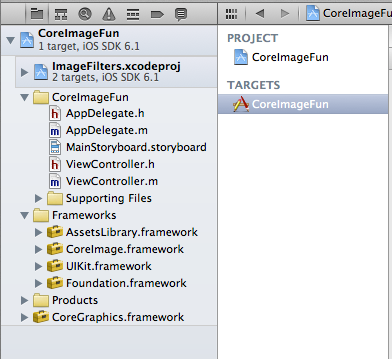 CoreImageFun
1 target, iOS SDK 6.1
ImageFilters.xcodeproj
2 targets, iOS SDK 6.1
CoreImageFun
h AppDelegate.h
m AppDelegate.m
MainStoryboard.storyboard
h ViewController.h
m ViewController.m
Supporting Files
Frameworks
AssetsLibrary.framework
CoreImage.framework
UIKit.framework
Foundation.framework
Products
CoreGraphics.framework
CoreImageFu
PROJECT
CoreImageFun
TARGETS
CoreImageFun